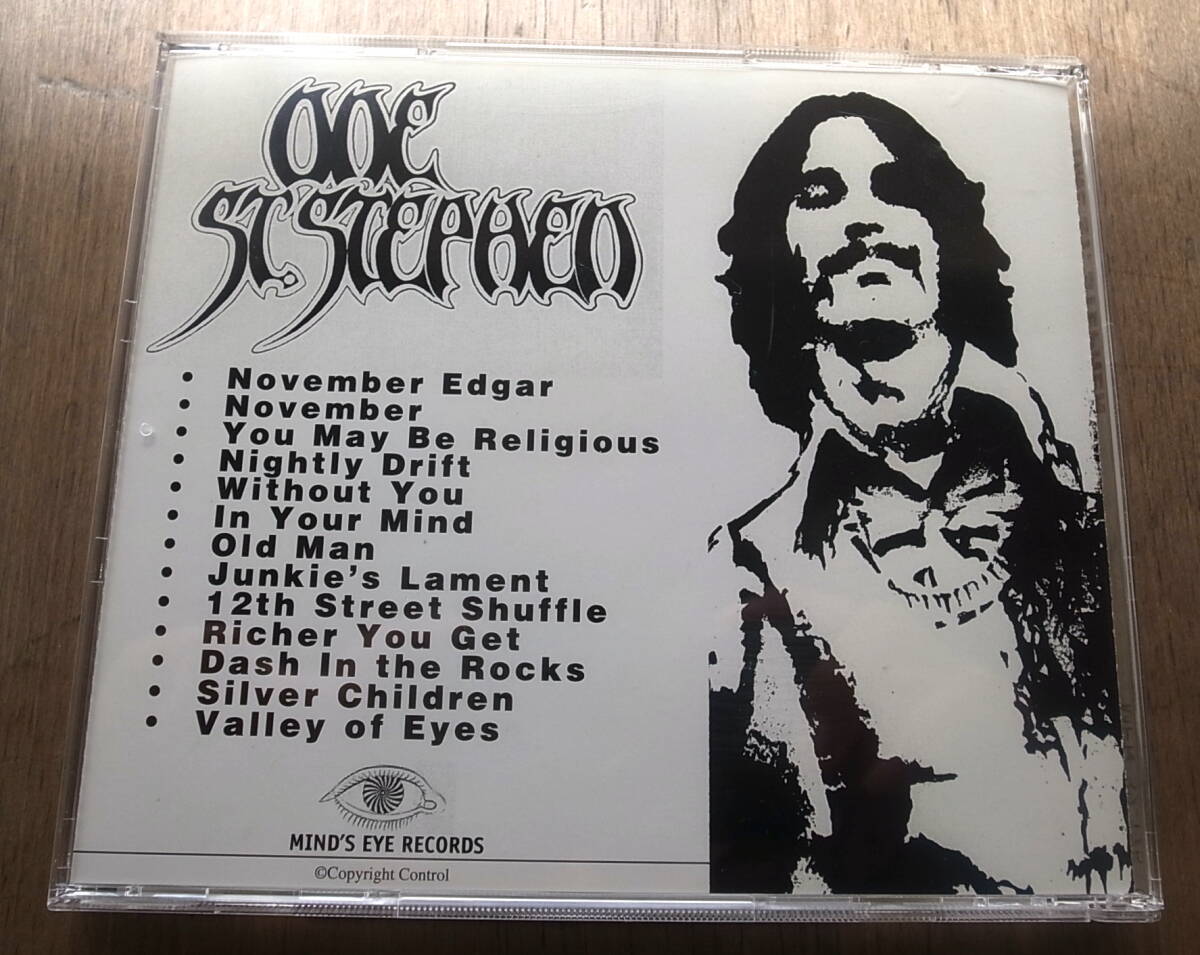 ONE
ST. STEPHEN
• November Edgar
• November
• You May Be Religious
• Nightly Drift
• Without You
• In Your Mind
• Old Man
• Junkie's Lament
• 12th Street Shuffle
• Richer You Get
• Dash In the Rocks
• Silver Children
• Valley of Eyes
MIND'S EYE RECORDS
©Copyright Control